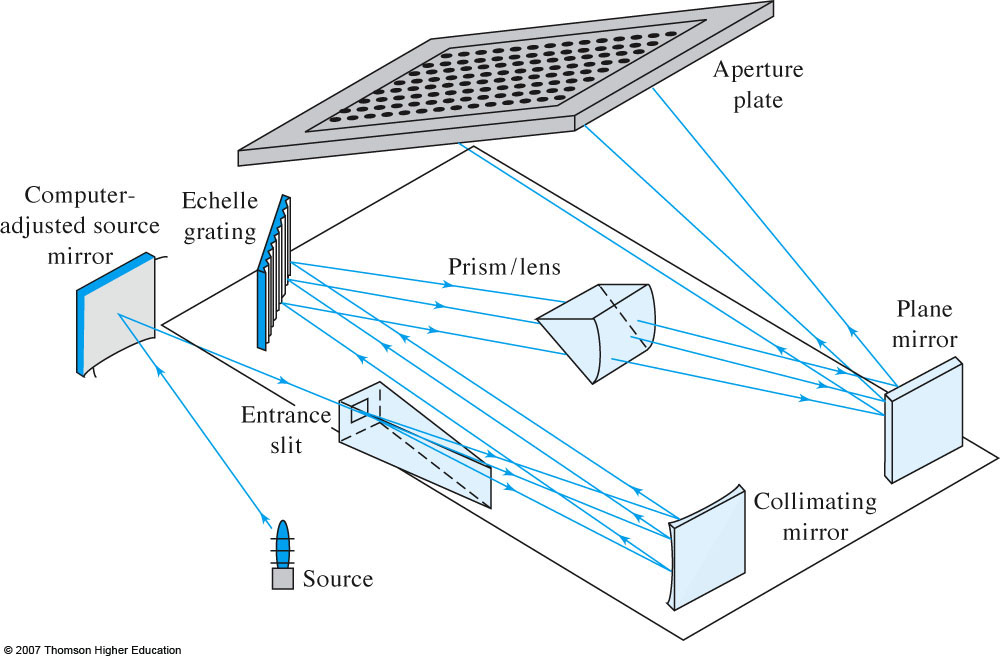 Aperture
plate
Computer-
adjusted source
mirror
Echelle
grating
Prism/lens
Plane
mirror
Entrance
slit
Collimating
mirror
Source
© 2007 Thomson Higher Education